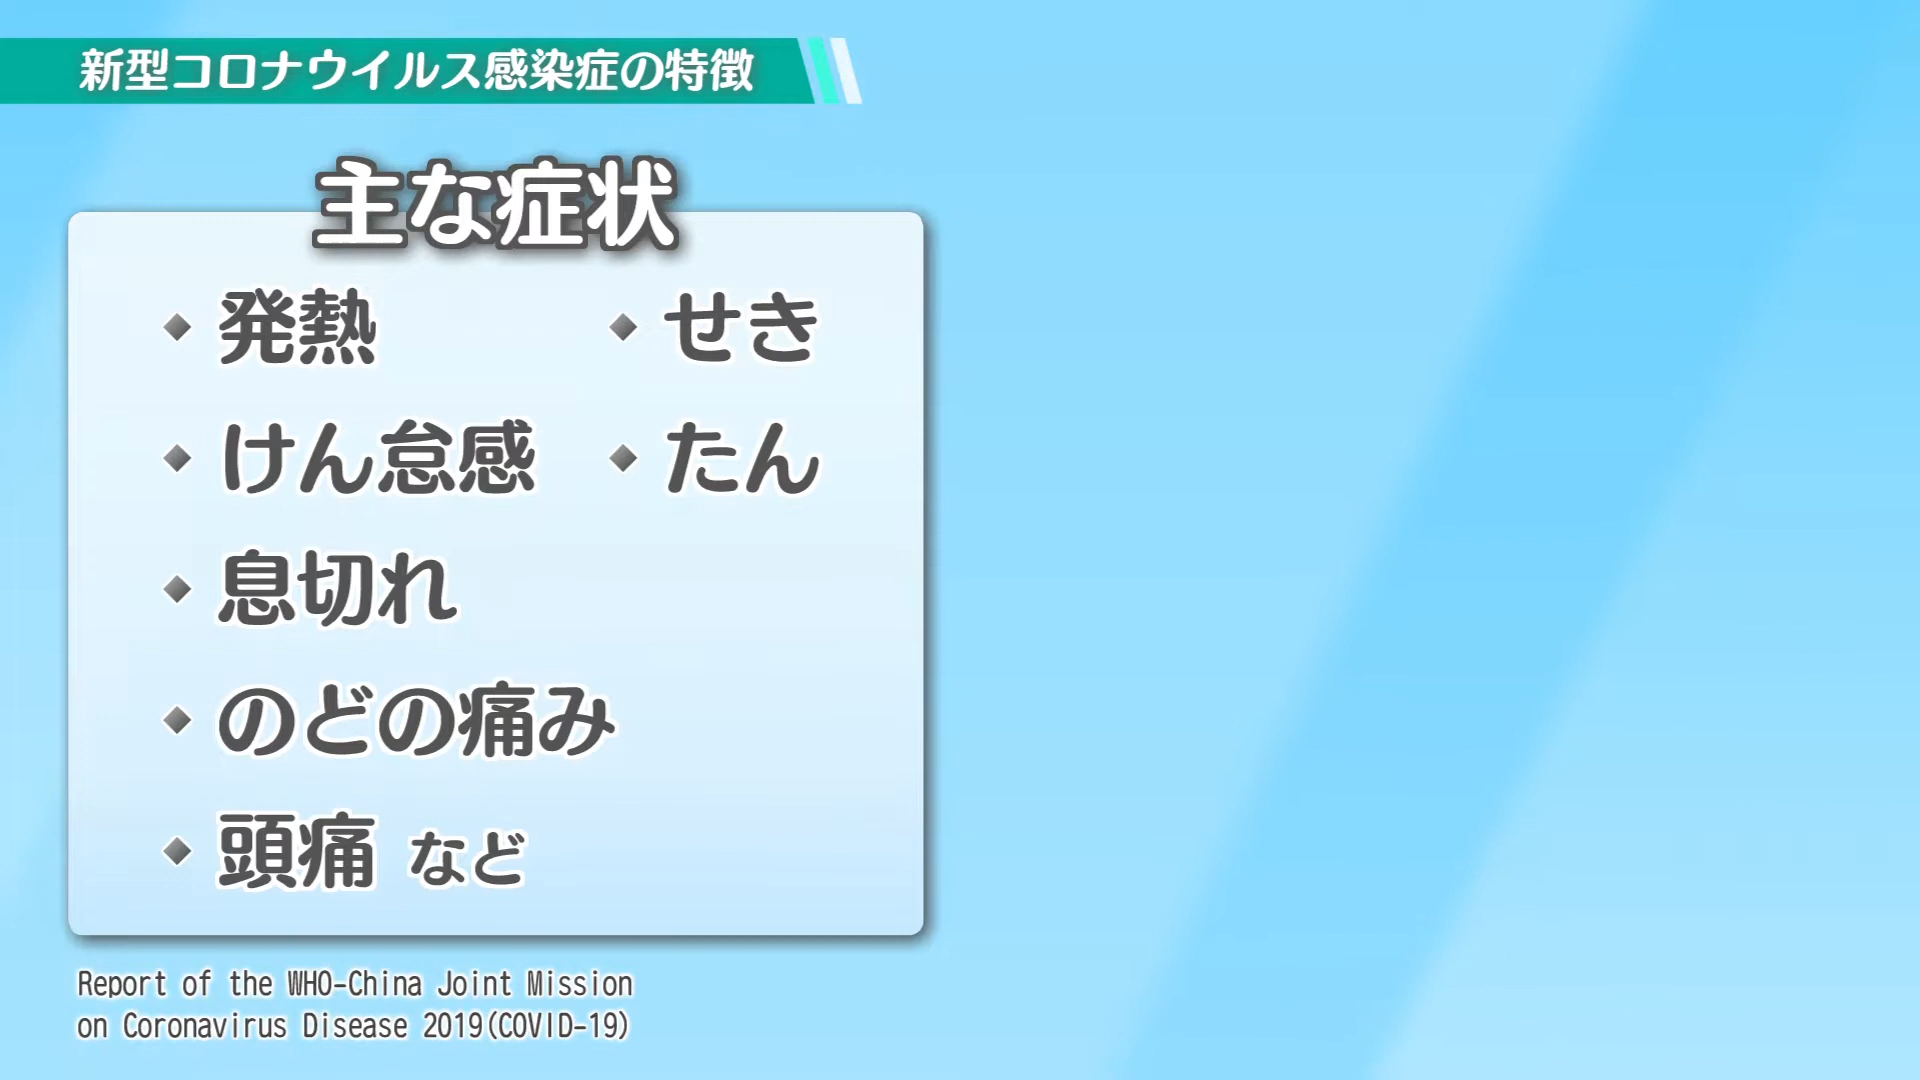 新型コロナウイルス感染症の特徴
主な症状
◆ 発熱 ◆ せき
◆ けん怠感 ◆ たん
◆ 息切れ
◆ のどの痛み
◆ 頭痛 など
Report of the WHO-China Joint Mission
on Coronavirus Disease 2019(COVID-19)